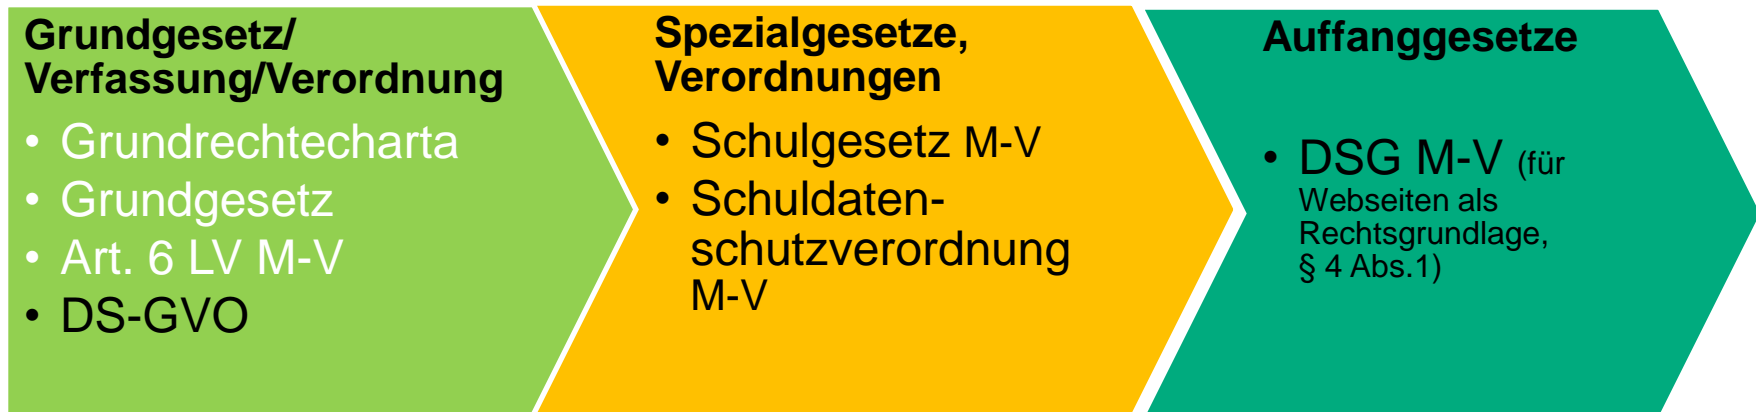 Grundgesetz/
Verfassung/Verordnung
• Grundrechtecharta
• Grundgesetz
• Art. 6 LV M-V
• DS-GVO
Spezialgesetze,
Verordnungen
• Schulgesetz M-V
• Schuldaten-
schutzverordnung
M-V
Auffanggesetze
• DSG M-V (für
Webseiten als
Rechtsgrundlage,
§ 4 Abs.1)